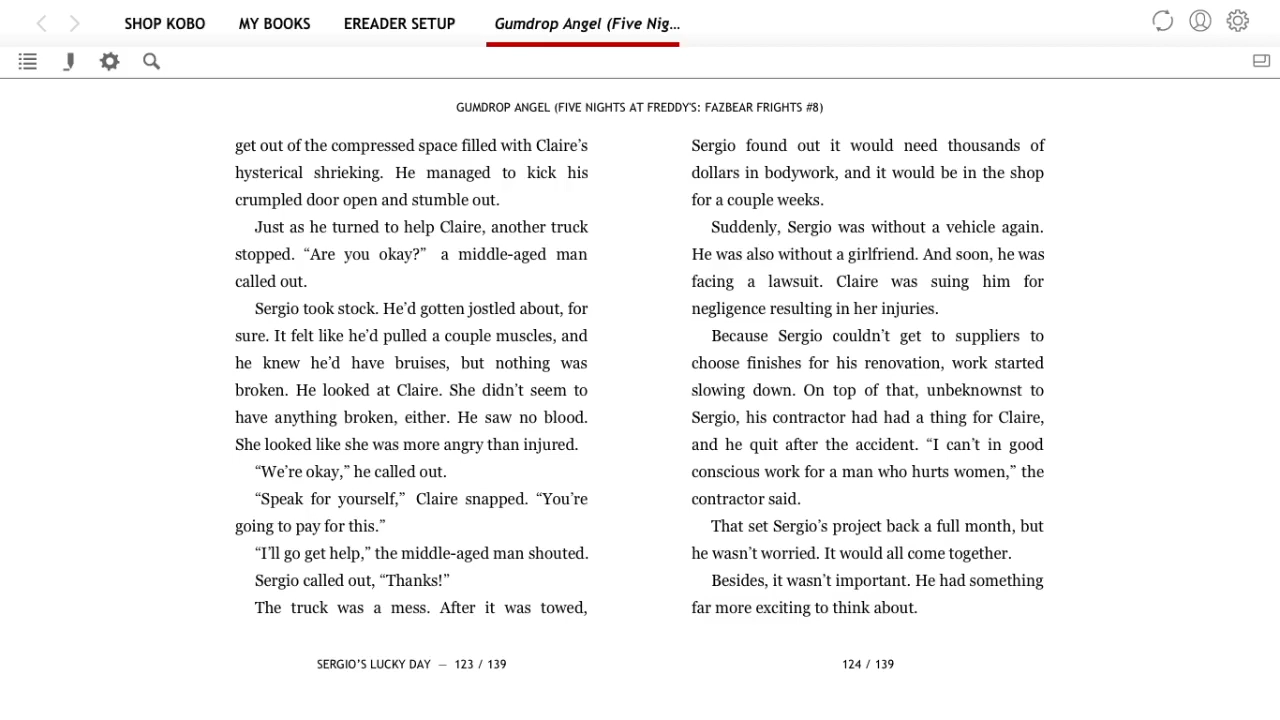 SHOP KOBO
MY BOOKS
EREADER SETUP
Gumdrop Angel (Five Nig...
GUMDROP ANGEL (FIVE NIGHTS AT FREDDY'S: FAZBEAR FRIGHTS #8)
get out of the compressed space filled with Claire’s
hysterical shrieking. He managed to kick his
crumpled door open and stumble out.
Just as he turned to help Claire, another truck
stopped. “Are you okay?” a middle-aged man
called out.
Sergio took stock. He’d gotten jostled about, for
sure. It felt like he’d pulled a couple muscles, and
he knew he’d have bruises, but nothing was
broken. He looked at Claire. She didn’t seem to
have anything broken, either. He saw no blood.
She looked like she was more angry than injured.
“We’re okay,” he called out.
“Speak for yourself,” Claire snapped. “You’re
going to pay for this.”
“I’ll go get help,” the middle-aged man shouted.
Sergio called out, “Thanks!”
The truck was a mess. After it was towed,
SERGIO’S LUCKY DAY — 123 / 139
Sergio found out it would need thousands of
dollars in bodywork, and it would be in the shop
for a couple weeks.
Suddenly, Sergio was without a vehicle again.
He was also without a girlfriend. And soon, he was
facing a lawsuit. Claire was suing him for
negligence resulting in her injuries.
Because Sergio couldn’t get to suppliers to
choose finishes for his renovation, work started
slowing down. On top of that, unbeknownst to
Sergio, his contractor had had a thing for Claire,
and he quit after the accident. “I can’t in good
conscious work for a man who hurts women,” the
contractor said.
That set Sergio’s project back a full month, but
he wasn’t worried. It would all come together.
Besides, it wasn’t important. He had something
far more exciting to think about.
124 / 139